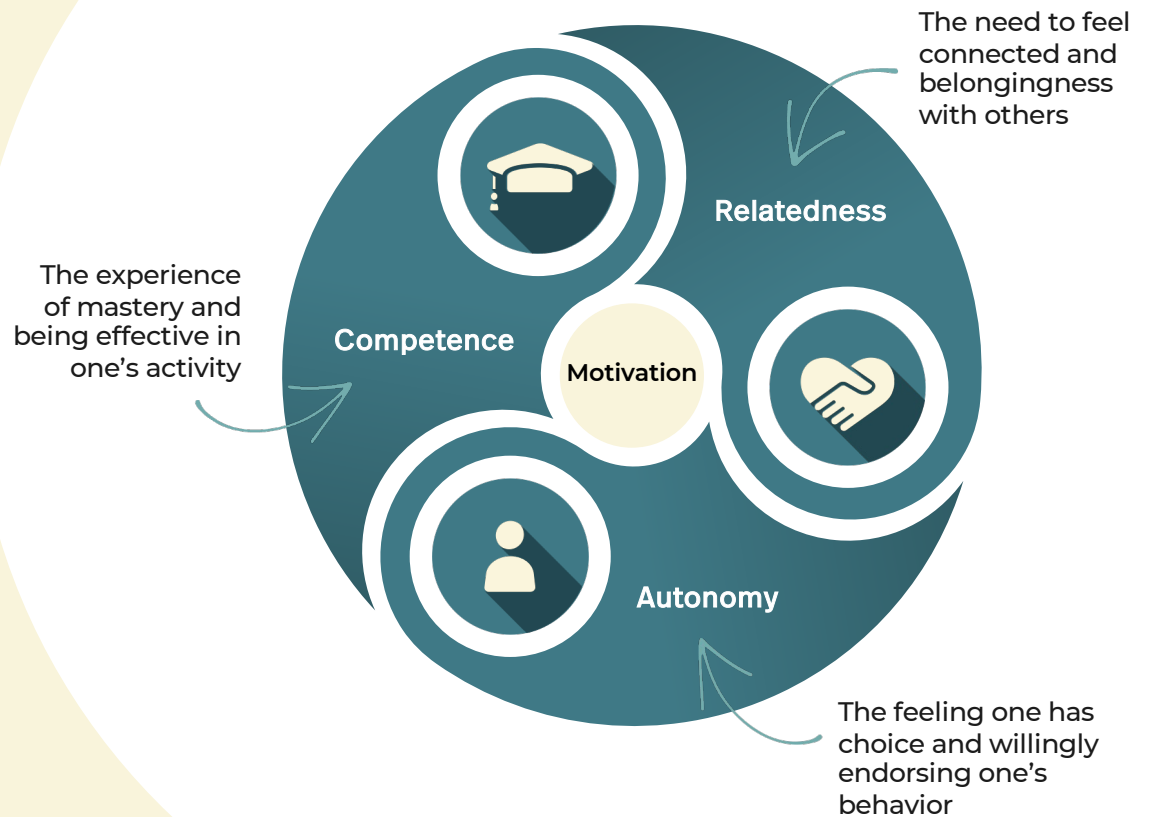 The need to feel
connected and
belongingness
with others
Relatedness
The experience
of mastery and
being effective in
one’s activity
Competence
Motivation
Autonomy
The feeling one has
choice and willingly
endorsing one’s
behavior